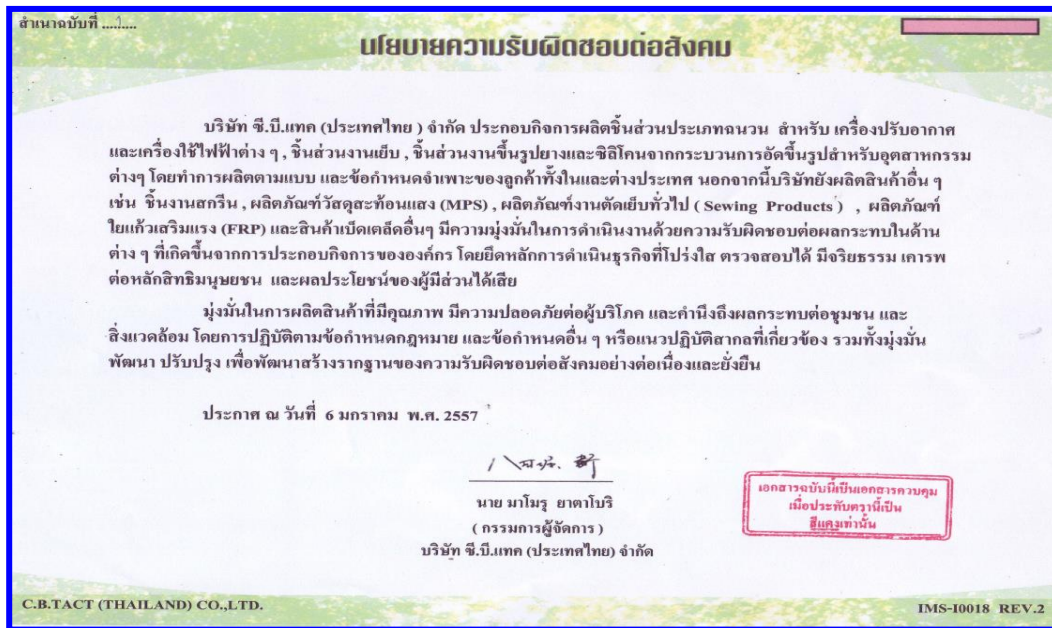 สำเนาฉบับที่ ....1....
นโยบายความรับผิดชอบต่อสังคม
บริษัท ซี.บี.แทค (ประเทศไทย ) จำกัด ประกอบกิจการผลิตชิ้นส่วนประเภทฉนวน สำหรับ เครื่องปรับอากาศ
และเครื่องใช้ไฟฟ้าต่าง ๆ , ชิ้นส่วนงานเย็บ , ชิ้นส่วนงานขึ้นรูปยางและซิลิโคนจากกระบวนการอัดขึ้นรูปสำหรับอุตสาหกรรม
ต่างๆ โดยทำการผลิตตามแบบ และข้อกำหนดจำเพาะของลูกค้าทั้งในและต่างประเทศ นอกจากนี้บริษัทยังผลิตสินค้าอื่น ๆ
เช่น ชิ้นงานสกรีน , ผลิตภัณฑ์วัสดุสะท้อนแสง (MPS) , ผลิตภัณฑ์งานตัดเย็บทั่วไป ( Sewing Products ) , ผลิตภัณฑ์
ใยแก้วเสริมแรง (FRP) และสินค้าเบ็ดเตล็ดอื่นๆ มีความมุ่งมั่นในการดำเนินงานด้วยความรับผิดชอบต่อผลกระทบในด้าน
ต่าง ๆ ที่เกิดขึ้นจากการประกอบกิจการขององค์กร โดยยึดหลักการดำเนินธุรกิจที่โปร่งใส ตรวจสอบได้ มีจริยธรรม เคารพ
ต่อหลักสิทธิมนุษยชน และผลประโยชน์ของผู้มีส่วนได้เสีย
มุ่งมั่นในการผลิตสินค้าที่มีคุณภาพ มีความปลอดภัยต่อผู้บริโภค และคำนึงถึงผลกระทบต่อชุมชน และ
สิ่งแวดล้อม โดยการปฏิบัติตามข้อกำหนดกฎหมาย และข้อกำหนดอื่น ๆ หรือแนวปฏิบัติสากลที่เกี่ยวข้อง รวมทั้งมุ่งมั่น
พัฒนา ปรับปรุง เพื่อพัฒนาสร้างรากฐานของความรับผิดชอบต่อสังคมอย่างต่อเนื่องและยั่งยืน
ประกาศ ณ วันที่ 6 มกราคม พ.ศ. 2557
นาย มาโมรุ ยาตาโบริ
( กรรมการผู้จัดการ )
บริษัท ซี.บี.แทค (ประเทศไทย) จำกัด
เอกสารฉบับนี้เป็นเอกสารควบคุม
เมื่อประทับตรานี้เป็น
สีแดงเท่านั้น
C.B.TACT (THAILAND) CO.,LTD.
IMS-I0018 REV.2